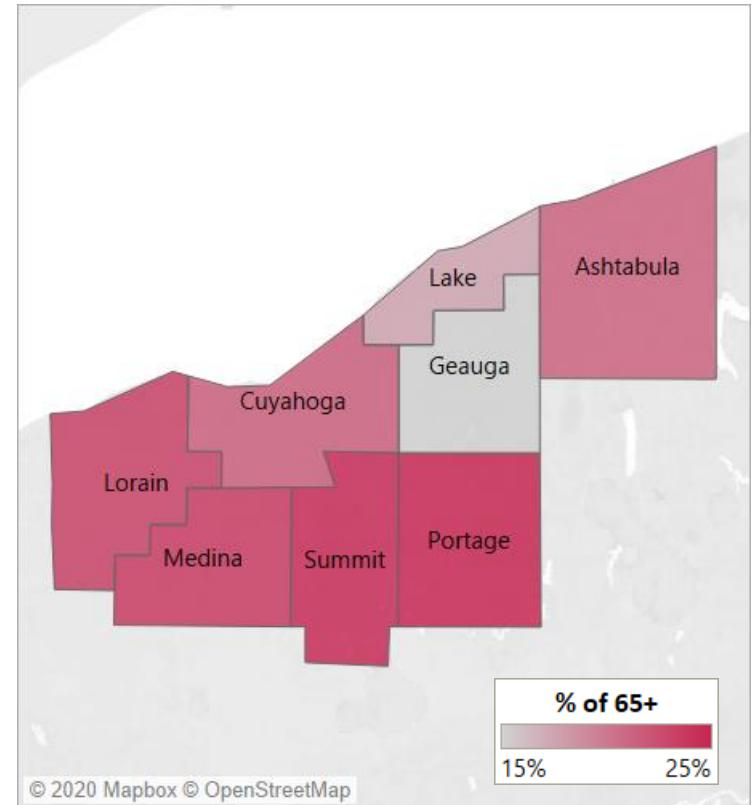 Lake
Ashtabula
Geauga
Cuyahoga
Lorain
Medina
Summit
Portage
% of 65+
15% 25%
© 2020 Mapbox © OpenStreetMap